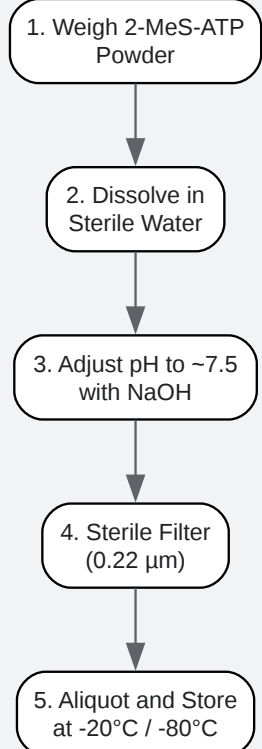 1. Weigh 2-MeS-ATP
Powder
2. Dissolve in
Sterile Water
3. Adjust pH to ~7.5
with NaOH
4. Sterile Filter
(0.22 µm)
5. Aliquot and Store
at -20°C / -80°C